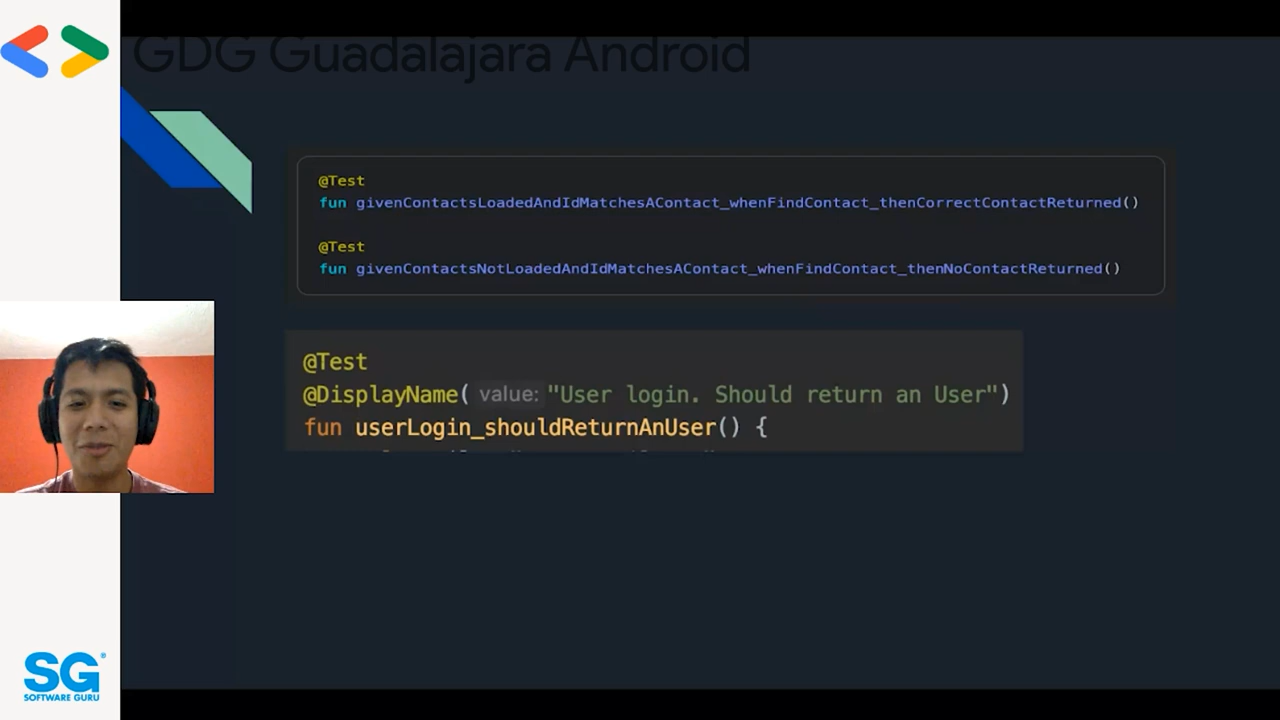 GDG Guadalajara Android
@Test
fun givenContactsLoadedAndIdMatchesAContact_whenFindContact_thenCorrectContactReturned()
@Test
fun givenContactsNotLoadedAndIdMatchesAContact_whenFindContact_thenNoContactReturned()
@Test
@DisplayName( value: "User login. Should return an User")
fun userLogin_shouldReturnAnUser() {
SG®
SOFTWARE GURU